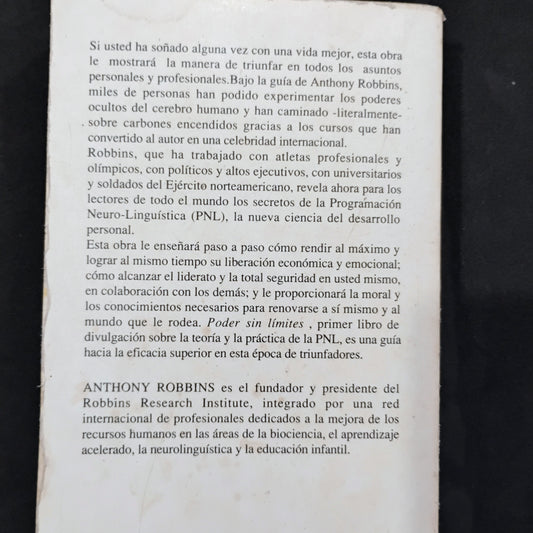 Si usted ha soñado alguna vez con una vida mejor, esta obra
le mostrará la manera de triunfar en todos los asuntos
personales y profesionales.Bajo la guía de Anthony Robbins,
miles de personas han podido experimentar los poderes
ocultos del cerebro humano y han caminado -literalmente-
sobre carbones encendidos gracias a los cursos que han
convertido al autor en una celebridad internacional.
Robbins, que ha trabajado con atletas profesionales y
olímpicos, con políticos y altos ejecutivos, con universitarios
y soldados del Ejército norteamericano, revela ahora para los
lectores de todo el mundo los secretos de la Programación
Neuro-Linguística (PNL), la nueva ciencia del desarrollo
personal.
Esta obra le enseñará paso a paso cómo rendir al máximo y
lograr al mismo tiempo su liberación económica y emocional;
cómo alcanzar el liderato y la total seguridad en usted mismo,
en colaboración con los demás; y le proporcionará la moral y
los conocimientos necesarios para renovarse a sí mismo y al
mundo que le rodea. Poder sin límites , primer libro de
divulgación sobre la teoría y la práctica de la PNL, es una guía
hacia la eficacia superior en esta época de triunfadores.
ANTHONY ROBBINS es el fundador y presidente del
Robbins Research Institute, integrado por una red
internacional de profesionales dedicados a la mejora de los
recursos humanos en las áreas de la biociencia, el aprendizaje
acelerado, la neurolinguística y la educación infantil.